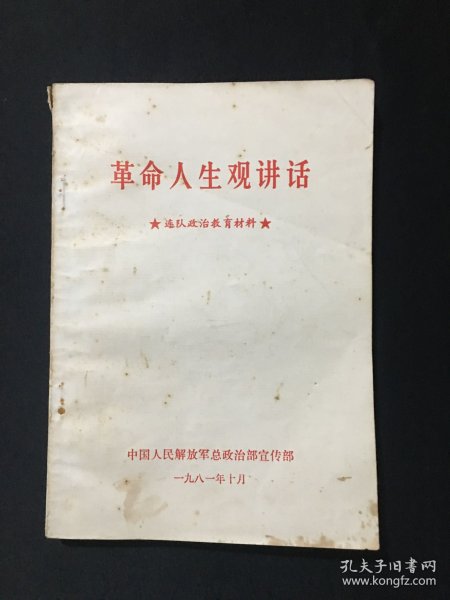 革命人生观讲话
★连队政治教育材料★
中国人民解放军总政治部宣传部
一九八一年十月
孔夫子旧书网
www.kongfz.com